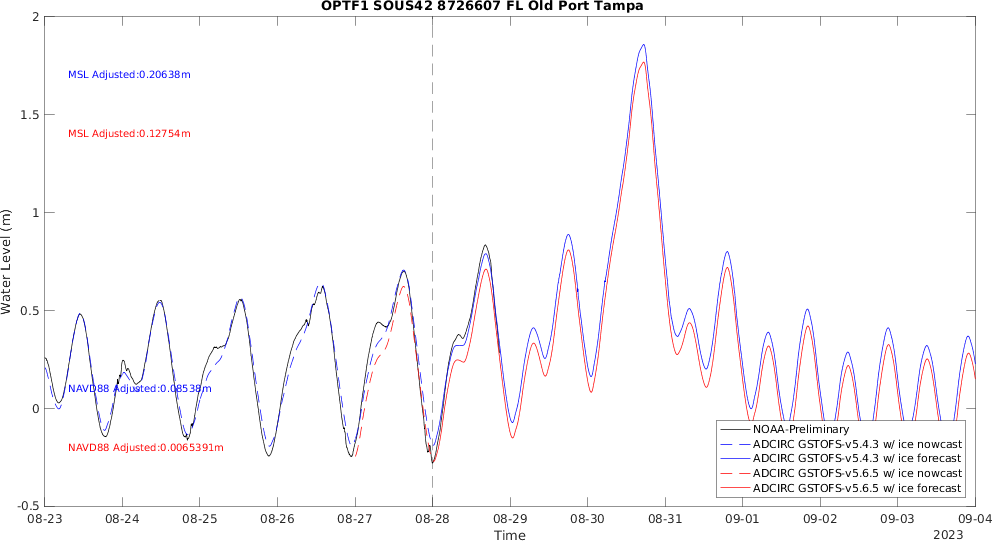 OPTF1 SOUS42 8726607 FL Old Port Tampa
2
MSL Adjusted:0.20638m
1.5
MSL Adjusted:0.12754m
1
Water Level (m)
0.5
NAVD88 Adjusted:0.08538m
0
NAVD88 Adjusted:0.0065391m
NOAA-Preliminary
ADCIRC GSTOFS-v5.4.3 w/ ice nowcast
ADCIRC GSTOFS-v5.4.3 w/ ice forecast
ADCIRC GSTOFS-v5.6.5 w/ ice nowcast
ADCIRC GSTOFS-v5.6.5 w/ ice forecast
-0.5
08-23 08-24 08-25 08-26 08-27 08-28 08-29 08-30 08-31 09-01 09-02 09-03 09-04
Time
2023